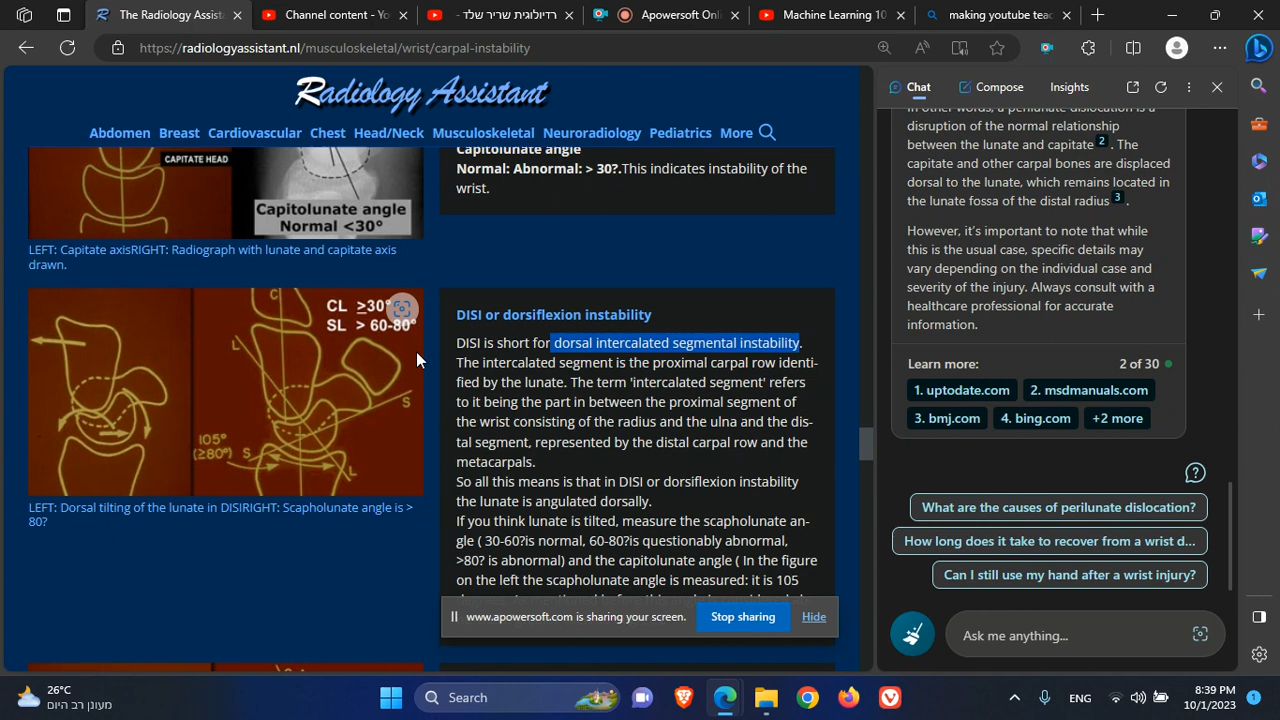 The Radiology Assist
Channel content - Yo
רדיולוגית שריר שלד -
Apowersoft Onl
Machine Learning 10
making youtube teac
https://radiologyassistant.nl/musculoskeletal/wrist/carpal-instability
Radiology Assistant
Abdomen Breast Cardiovascular Chest Head/Neck Musculoskeletal Neuroradiology Pediatrics More
CAPITATE HEAD
Capitolunate angle
Normal <30°
LEFT: Capitate axisRIGHT: Radiograph with lunate and capitate axis
drawn.
Capitolunate angle
Normal: Abnormal: > 30?.This indicates instability of the
wrist.
C
CL ≥30°
SL > 60-80°
L
S
105°
(≥80°)
S
L
LEFT: Dorsal tilting of the lunate in DISIRIGHT: Scapholunate angle is >
80?
DISI or dorsiflexion instability
DISI is short for dorsal intercalated segmental instability.
The intercalated segment is the proximal carpal row identi-
fied by the lunate. The term 'intercalated segment' refers
to it being the part in between the proximal segment of
the wrist consisting of the radius and the ulna and the dis-
tal segment, represented by the distal carpal row and the
metacarpals.
So all this means is that in DISI or dorsiflexion instability
the lunate is angulated dorsally.
If you think lunate is tilted, measure the scapholunate an-
gle ( 30-60?is normal, 60-80?is questionably abnormal,
>80? is abnormal) and the capitolunate angle ( In the figure
on the left the scapholunate angle is measured: it is 105
www.apowersoft.com is sharing your screen.
Stop sharing
Hide
Chat
Compose
Insights
In other words, a perilunate dislocation is a
disruption of the normal relationship
between the lunate and capitate 2 . The
capitate and other carpal bones are displaced
dorsal to the lunate, which remains located in
the lunate fossa of the distal radius 3 .
However, it's important to note that while
this is the usual case, specific details may
vary depending on the individual case and
severity of the injury. Always consult with a
healthcare professional for accurate
information.
Learn more:
2 of 30
1. uptodate.com
2. msdmanuals.com
3. bmj.com
4. bing.com
+2 more
What are the causes of perilunate dislocation?
How long does it take to recover from a wrist d...
Can I still use my hand after a wrist injury?
Ask me anything...
26°C
מעונן רב היום
Search
ENG
8:39 PM
10/1/2023
1